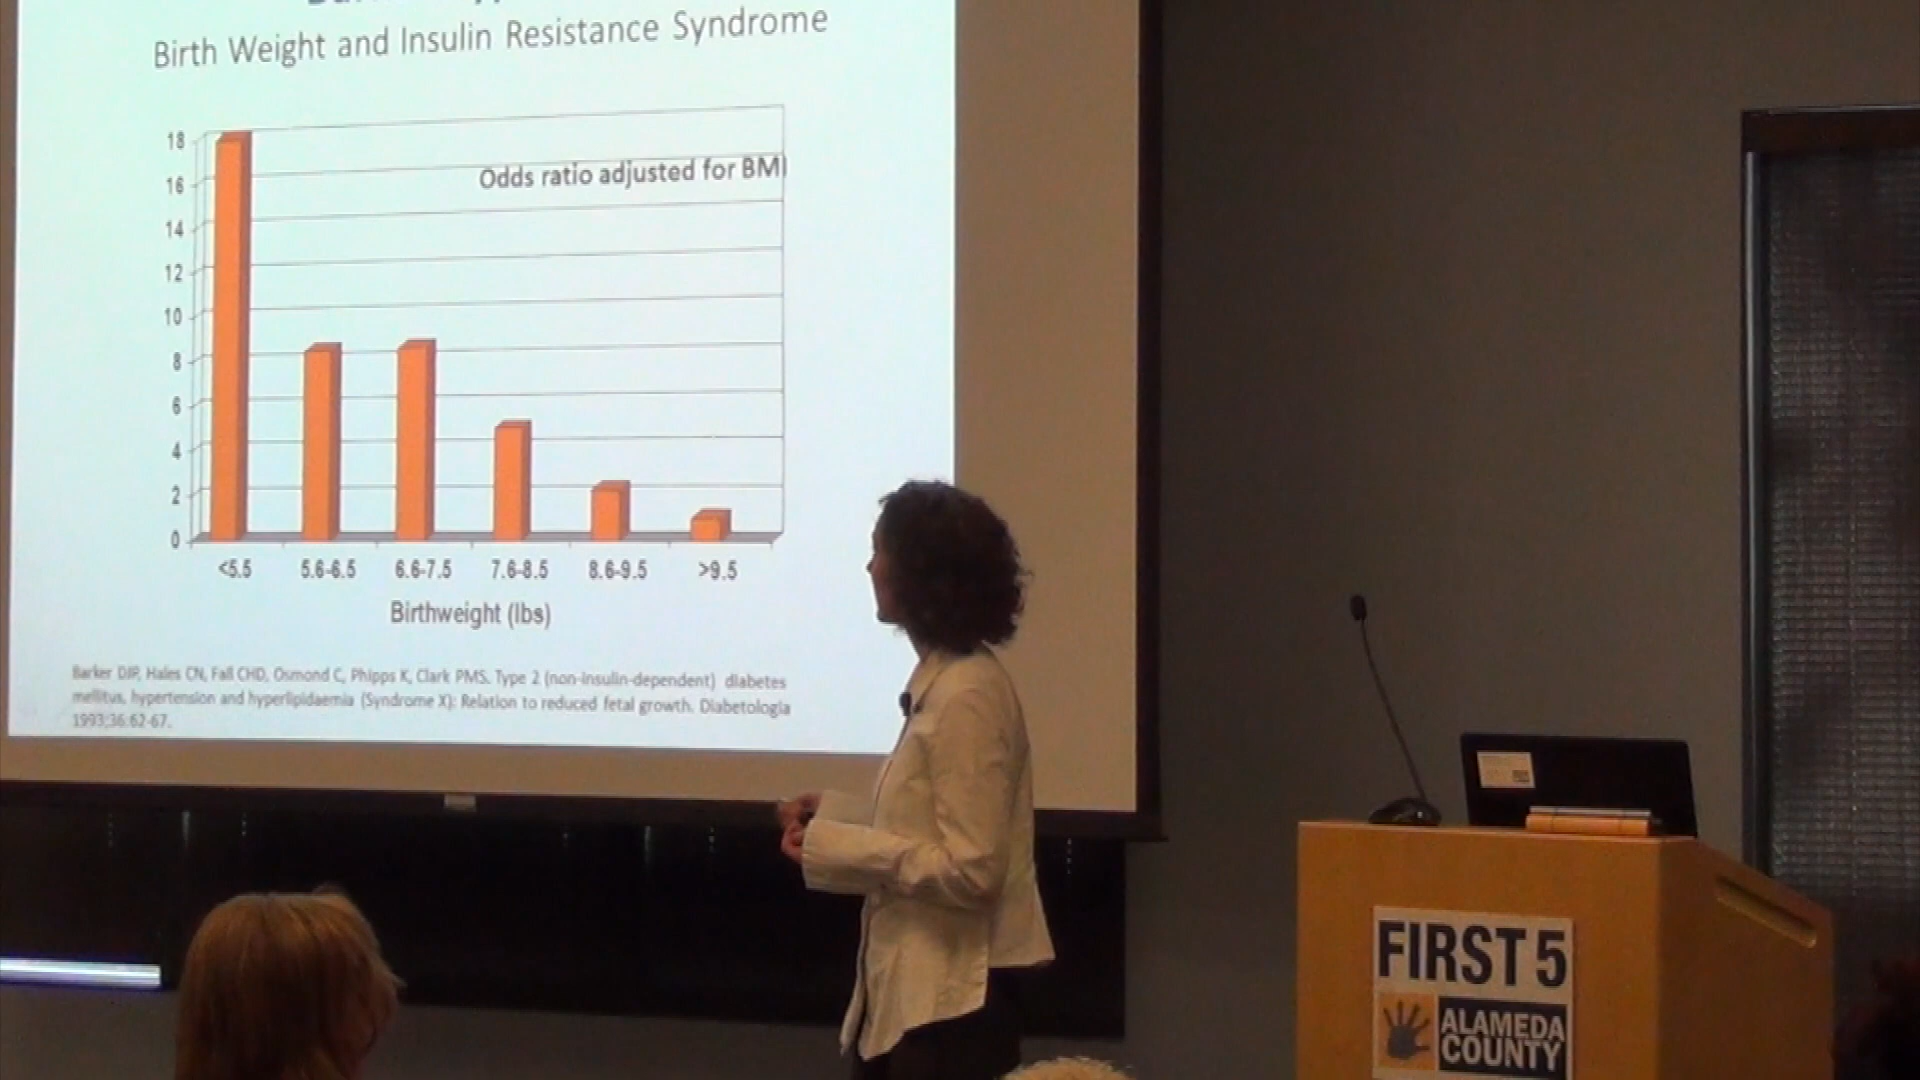 Birth Weight and Insulin Resistance Syndrome
Odds ratio adjusted for BMI
18
16
14
12
10
8
6
4
2
0
<5.5 5.6-6.5 6.6-7.5 7.6-8.5 8.6-9.5 >9.5
Birthweight (lbs)
Barker DJP, Hales CN, Fall CHD, Osmond C, Phipps K, Clark PMS. Type 2 (non-insulin-dependent) diabetes
mellitus, hypertension and hyperlipidaemia (Syndrome X): Relation to reduced fetal growth. Diabetologia
1993;36:62-67.
FIRST 5
ALAMEDA
COUNTY